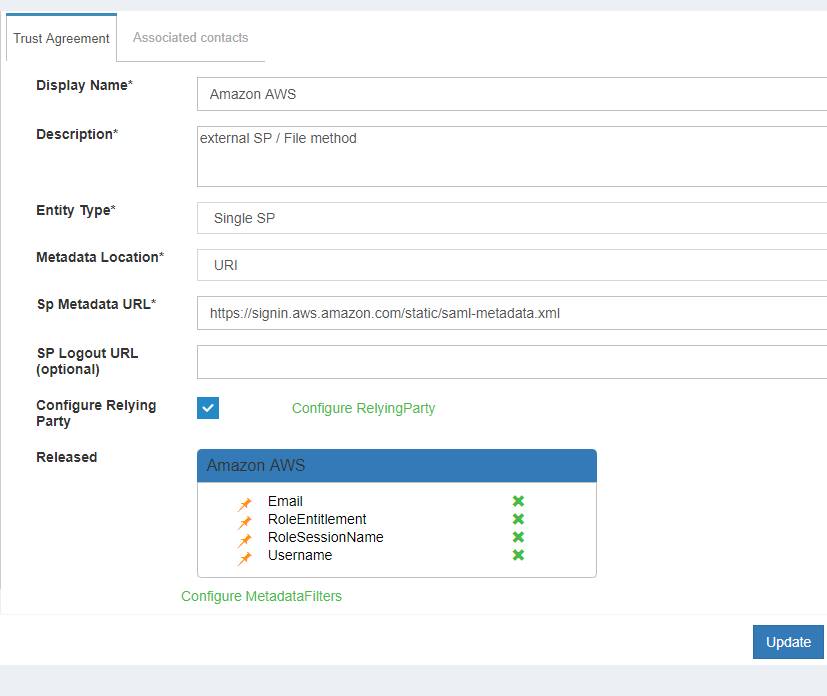 Trust Agreement
Associated contacts
Display Name*
Amazon AWS
Description*
external SP / File method
Entity Type*
Single SP
Metadata Location*
URI
Sp Metadata URL*
https://signin.aws.amazon.com/static/saml-metadata.xml
SP Logout URL
(optional)
Configure Relying
Party
Configure RelyingParty
Released
Amazon AWS
Email
RoleEntitlement
RoleSessionName
Username
Configure MetadataFilters
Update